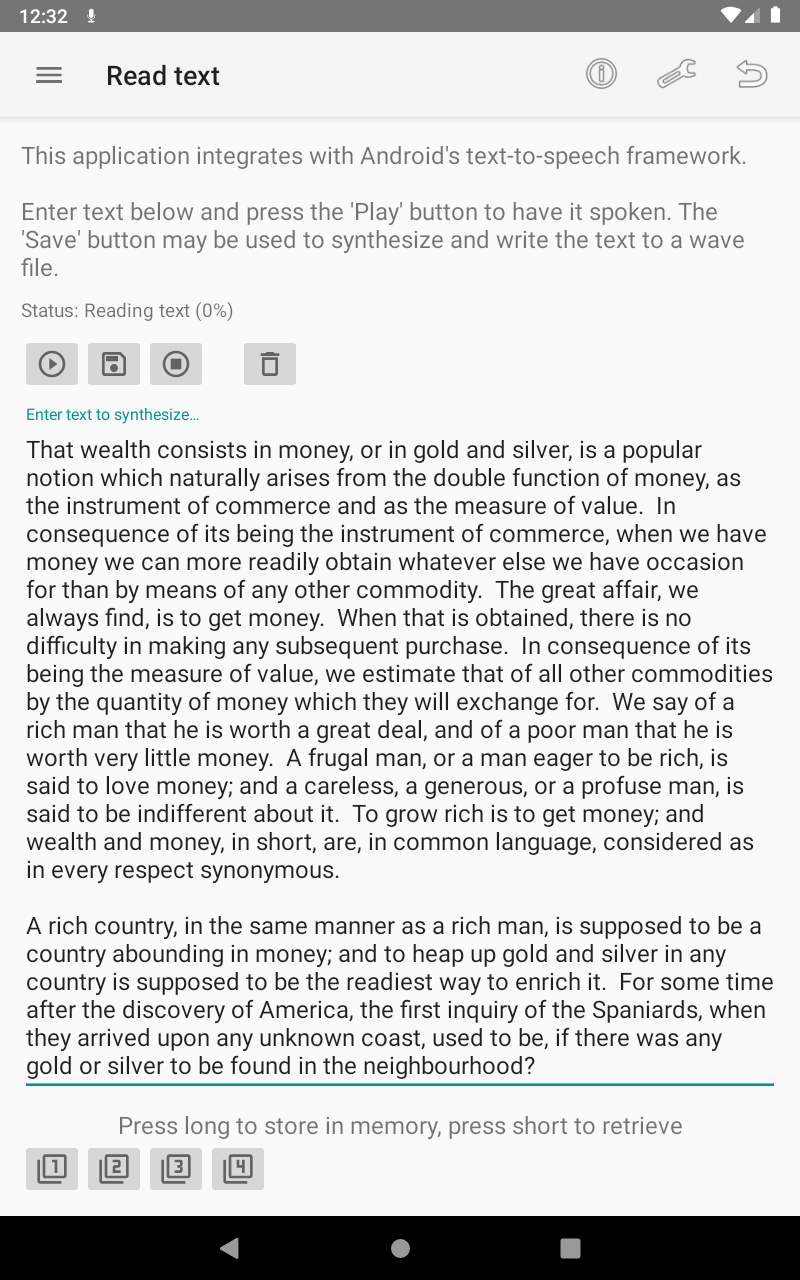 12:32
Read text
This application integrates with Android's text-to-speech framework.
Enter text below and press the 'Play' button to have it spoken. The
'Save' button may be used to synthesize and write the text to a wave
file.
Status: Reading text (0%)
Enter text to synthesize...
That wealth consists in money, or in gold and silver, is a popular
notion which naturally arises from the double function of money, as
the instrument of commerce and as the measure of value.  In
consequence of its being the instrument of commerce, when we have
money we can more readily obtain whatever else we have occasion
for than by means of any other commodity.  The great affair, we
always find, is to get money.  When that is obtained, there is no
difficulty in making any subsequent purchase.  In consequence of its
being the measure of value, we estimate that of all other commodities
by the quantity of money which they will exchange for.  We say of a
rich man that he is worth a great deal, and of a poor man that he is
worth very little money.  A frugal man, or a man eager to be rich, is
said to love money; and a careless, a generous, or a profuse man, is
said to be indifferent about it.  To grow rich is to get money; and
wealth and money, in short, are, in common language, considered as
in every respect synonymous.
A rich country, in the same manner as a rich man, is supposed to be a
country abounding in money; and to heap up gold and silver in any
country is supposed to be the readiest way to enrich it.  For some time
after the discovery of America, the first inquiry of the Spaniards, when
they arrived upon any unknown coast, used to be, if there was any
gold or silver to be found in the neighbourhood?
Press long to store in memory, press short to retrieve
1 2 3 4